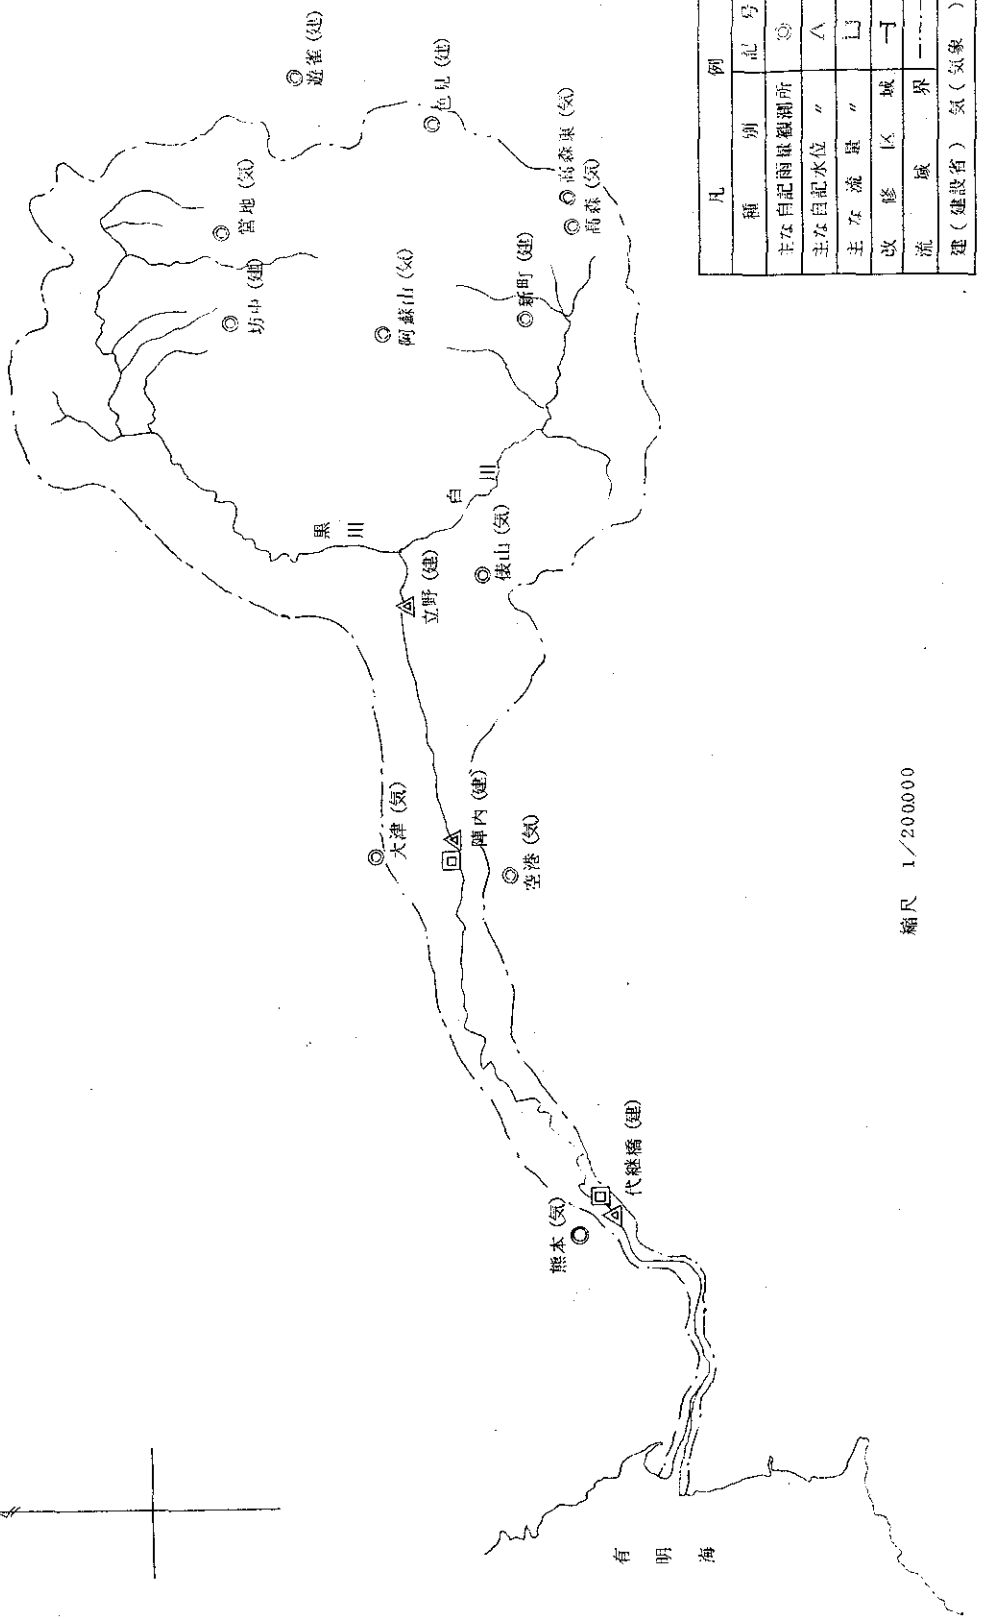 遊雀 (建)
色見 (建)
宮地 (気)
高森東 (気)
高森 (気)
坊中 (建)
阿蘇山 (気)
新町 (建)
黒川
白川
俵山 (気)
立野 (建)
大津 (気)
陣内 (建)
空港 (気)
代継橋 (建)
熊本 (気)
有明海
縮尺 1/200000
凡 例
種 別 記 号
主な自記雨量観測所 ◎
主な自記水位 〃 △
主な流量 〃
改修区域
流域界
建 (建設省) 気 (気象